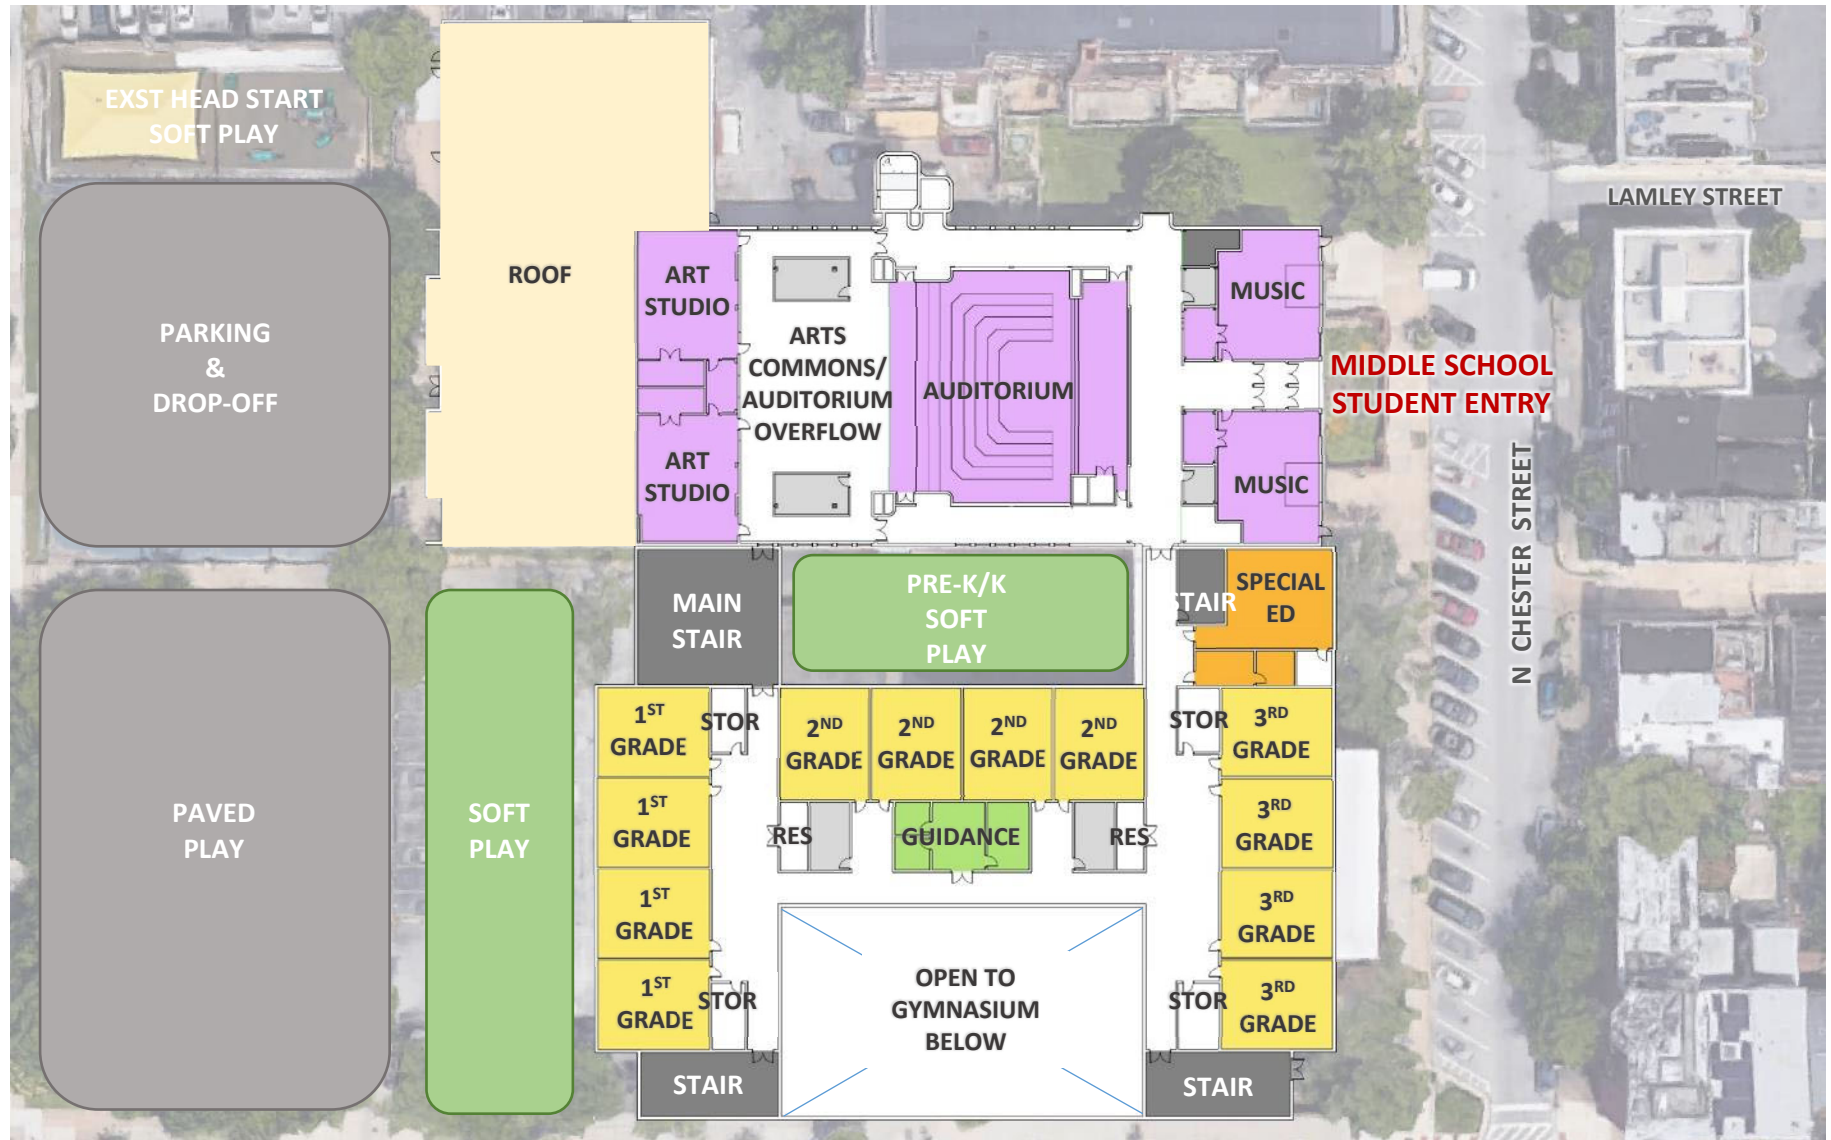 EXST HEAD START
SOFT PLAY
LAMLEY STREET
ROOF
ART
STUDIO
MUSIC
PARKING
&
DROP-OFF
ARTS
COMMONS/
AUDITORIUM
OVERFLOW
AUDITORIUM
MIDDLE SCHOOL
STUDENT ENTRY
ART
STUDIO
MUSIC
N CHESTER STREET
MAIN
STAIR
PRE-K/K
SOFT
PLAY
STAIR
SPECIAL
ED
1ST
GRADE
STOR
2ND
GRADE
2ND
GRADE
2ND
GRADE
2ND
GRADE
STOR
3RD
GRADE
PAVED
PLAY
SOFT
PLAY
1ST
GRADE
RES
GUIDANCE
RES
3RD
GRADE
1ST
GRADE
3RD
GRADE
1ST
GRADE
STOR
OPEN TO
GYMNASIUM
BELOW
STOR
3RD
GRADE
STAIR
STAIR